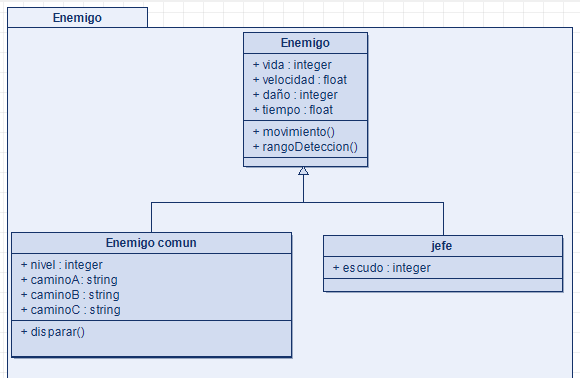 Enemigo
Enemigo
+ vida : integer
+ velocidad : float
+ daño : integer
+ tiempo : float
+ movimiento()
+ rangoDeteccion()
Enemigo comun
+ nivel : integer
+ caminoA: string
+ caminoB : string
+ caminoC : string
+ disparar()
jefe
+ escudo : integer